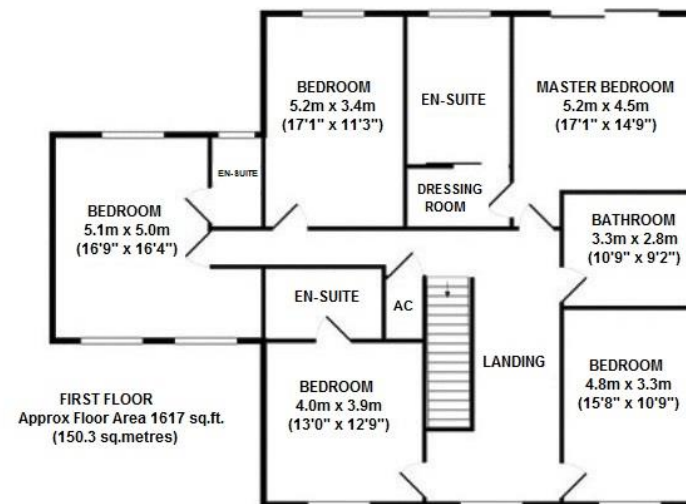 BEDROOM
5.2m x 3.4m
(17'1" x 11'3")
EN-SUITE
MASTER BEDROOM
5.2m x 4.5m
(17'1" x 14'9")
EN-SUITE
DRESSING
ROOM
BEDROOM
5.1m x 5.0m
(16'9" x 16'4")
BATHROOM
3.3m x 2.8m
(10'9" x 9'2")
EN-SUITE
AC
LANDING
BEDROOM
4.8m x 3.3m
(15'8" x 10'9")
BEDROOM
4.0m x 3.9m
(13'0" x 12'9")
FIRST FLOOR
Approx Floor Area 1617 sq.ft.
(150.3 sq.metres)